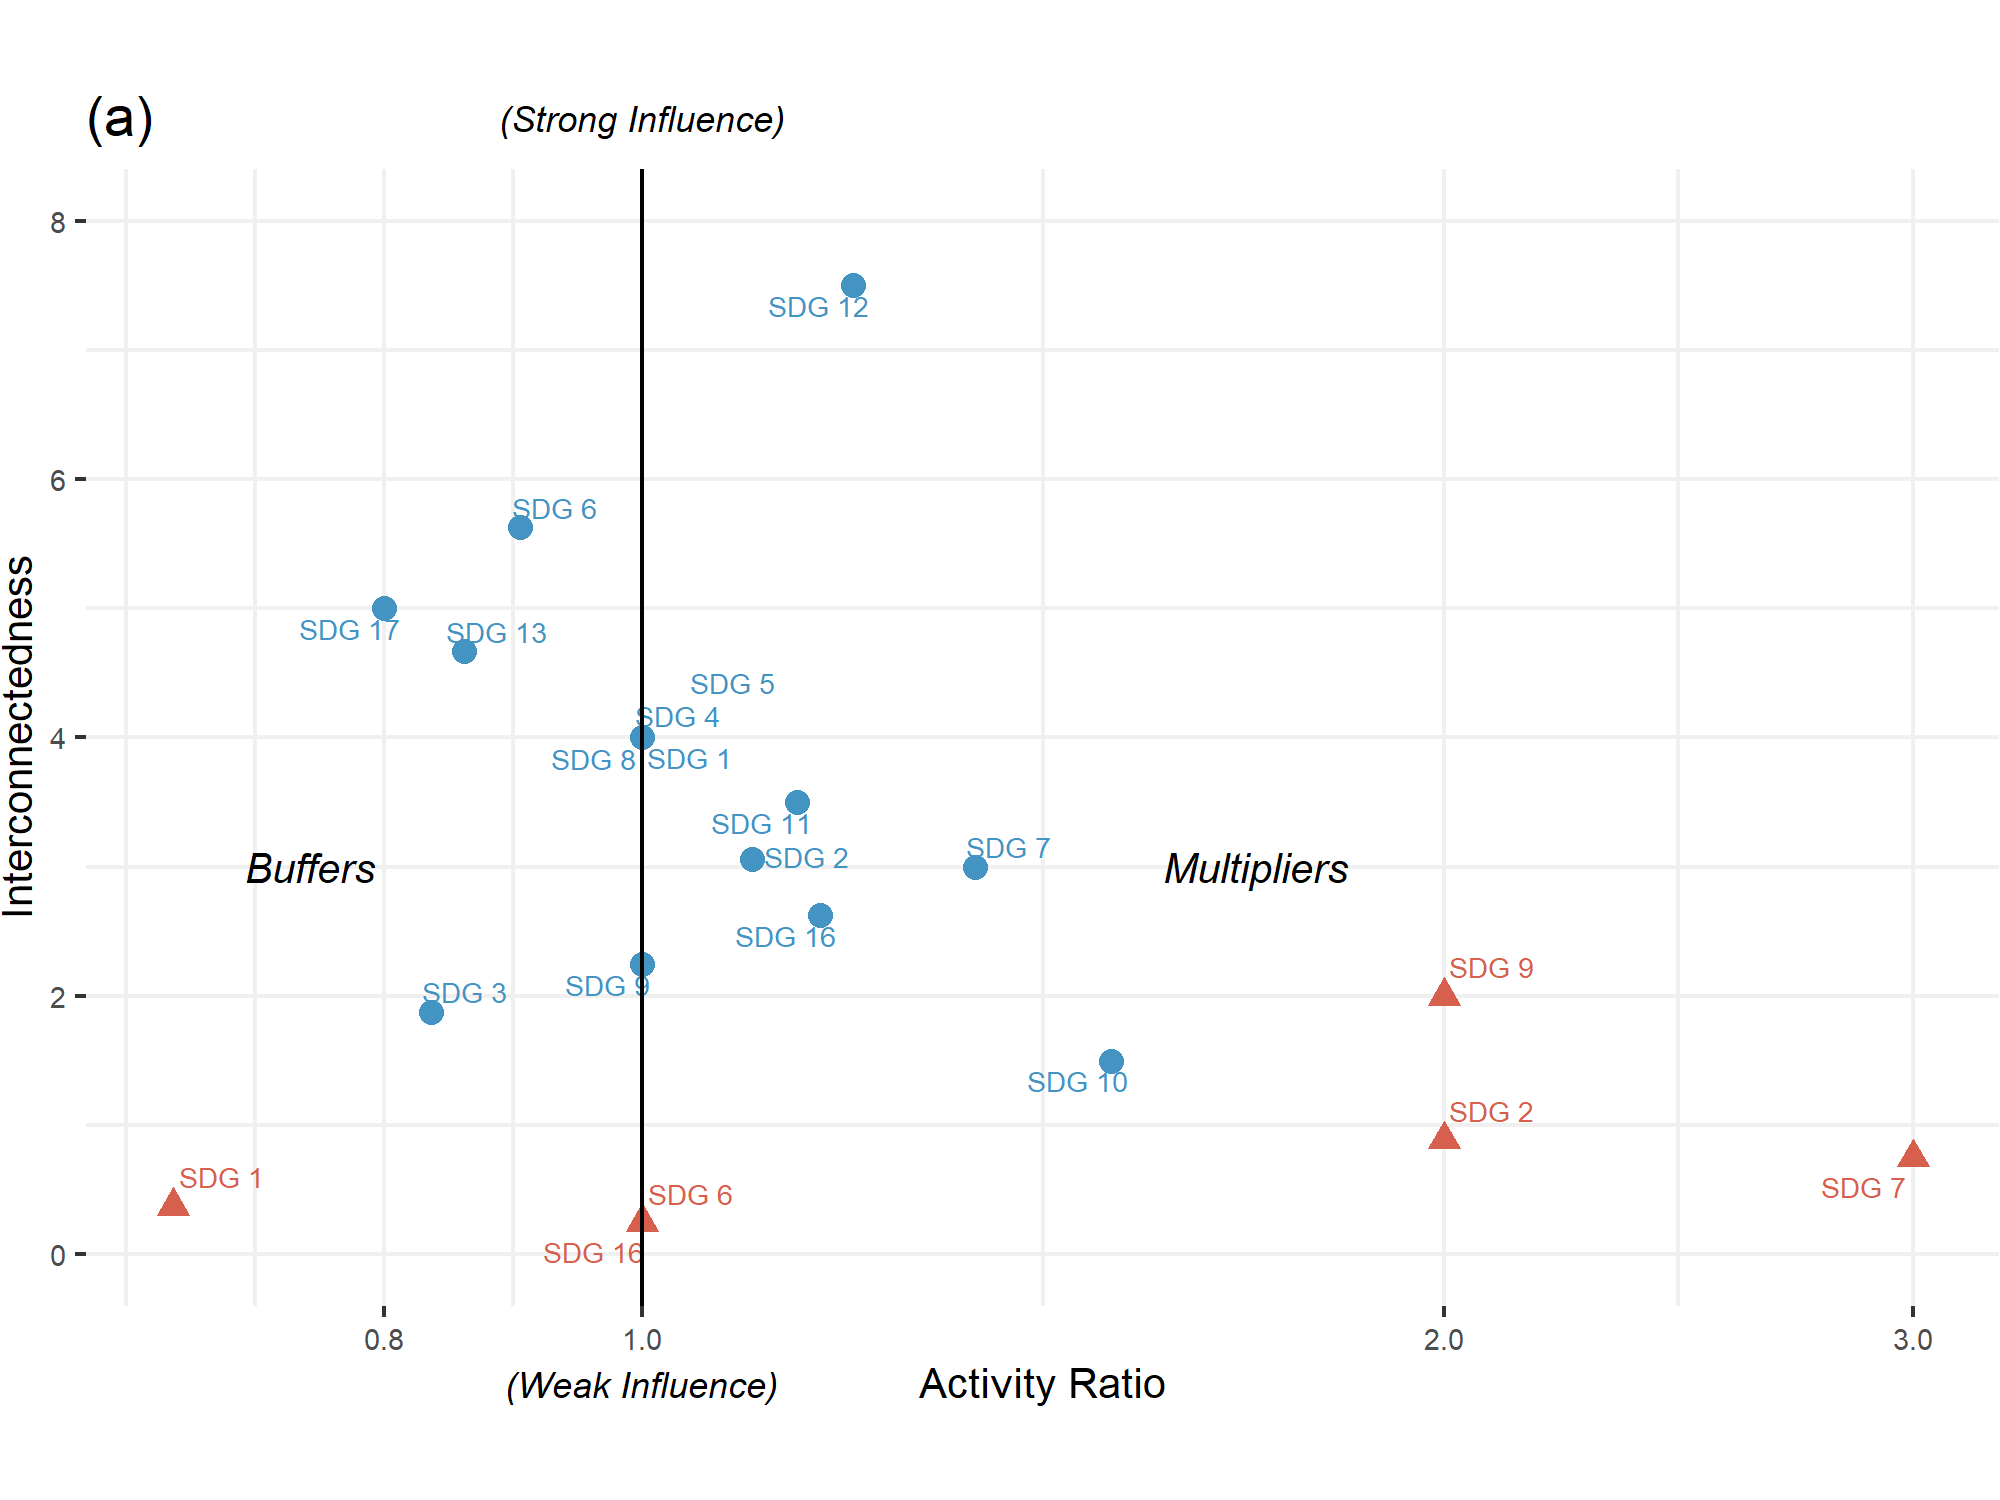 (a)
(Strong Influence)
8
SDG 12
6
SDG 6
SDG 17
SDG 13
SDG 5
SDG 4
4
SDG 8
SDG 1
SDG 11
SDG 7
SDG 2
Buffers
Multipliers
SDG 16
SDG 9
SDG 9
SDG 3
2
SDG 10
SDG 2
SDG 1
SDG 6
SDG 7
SDG 16
0
Interconnectedness
0.8
1.0
2.0
3.0
(Weak Influence)
Activity Ratio